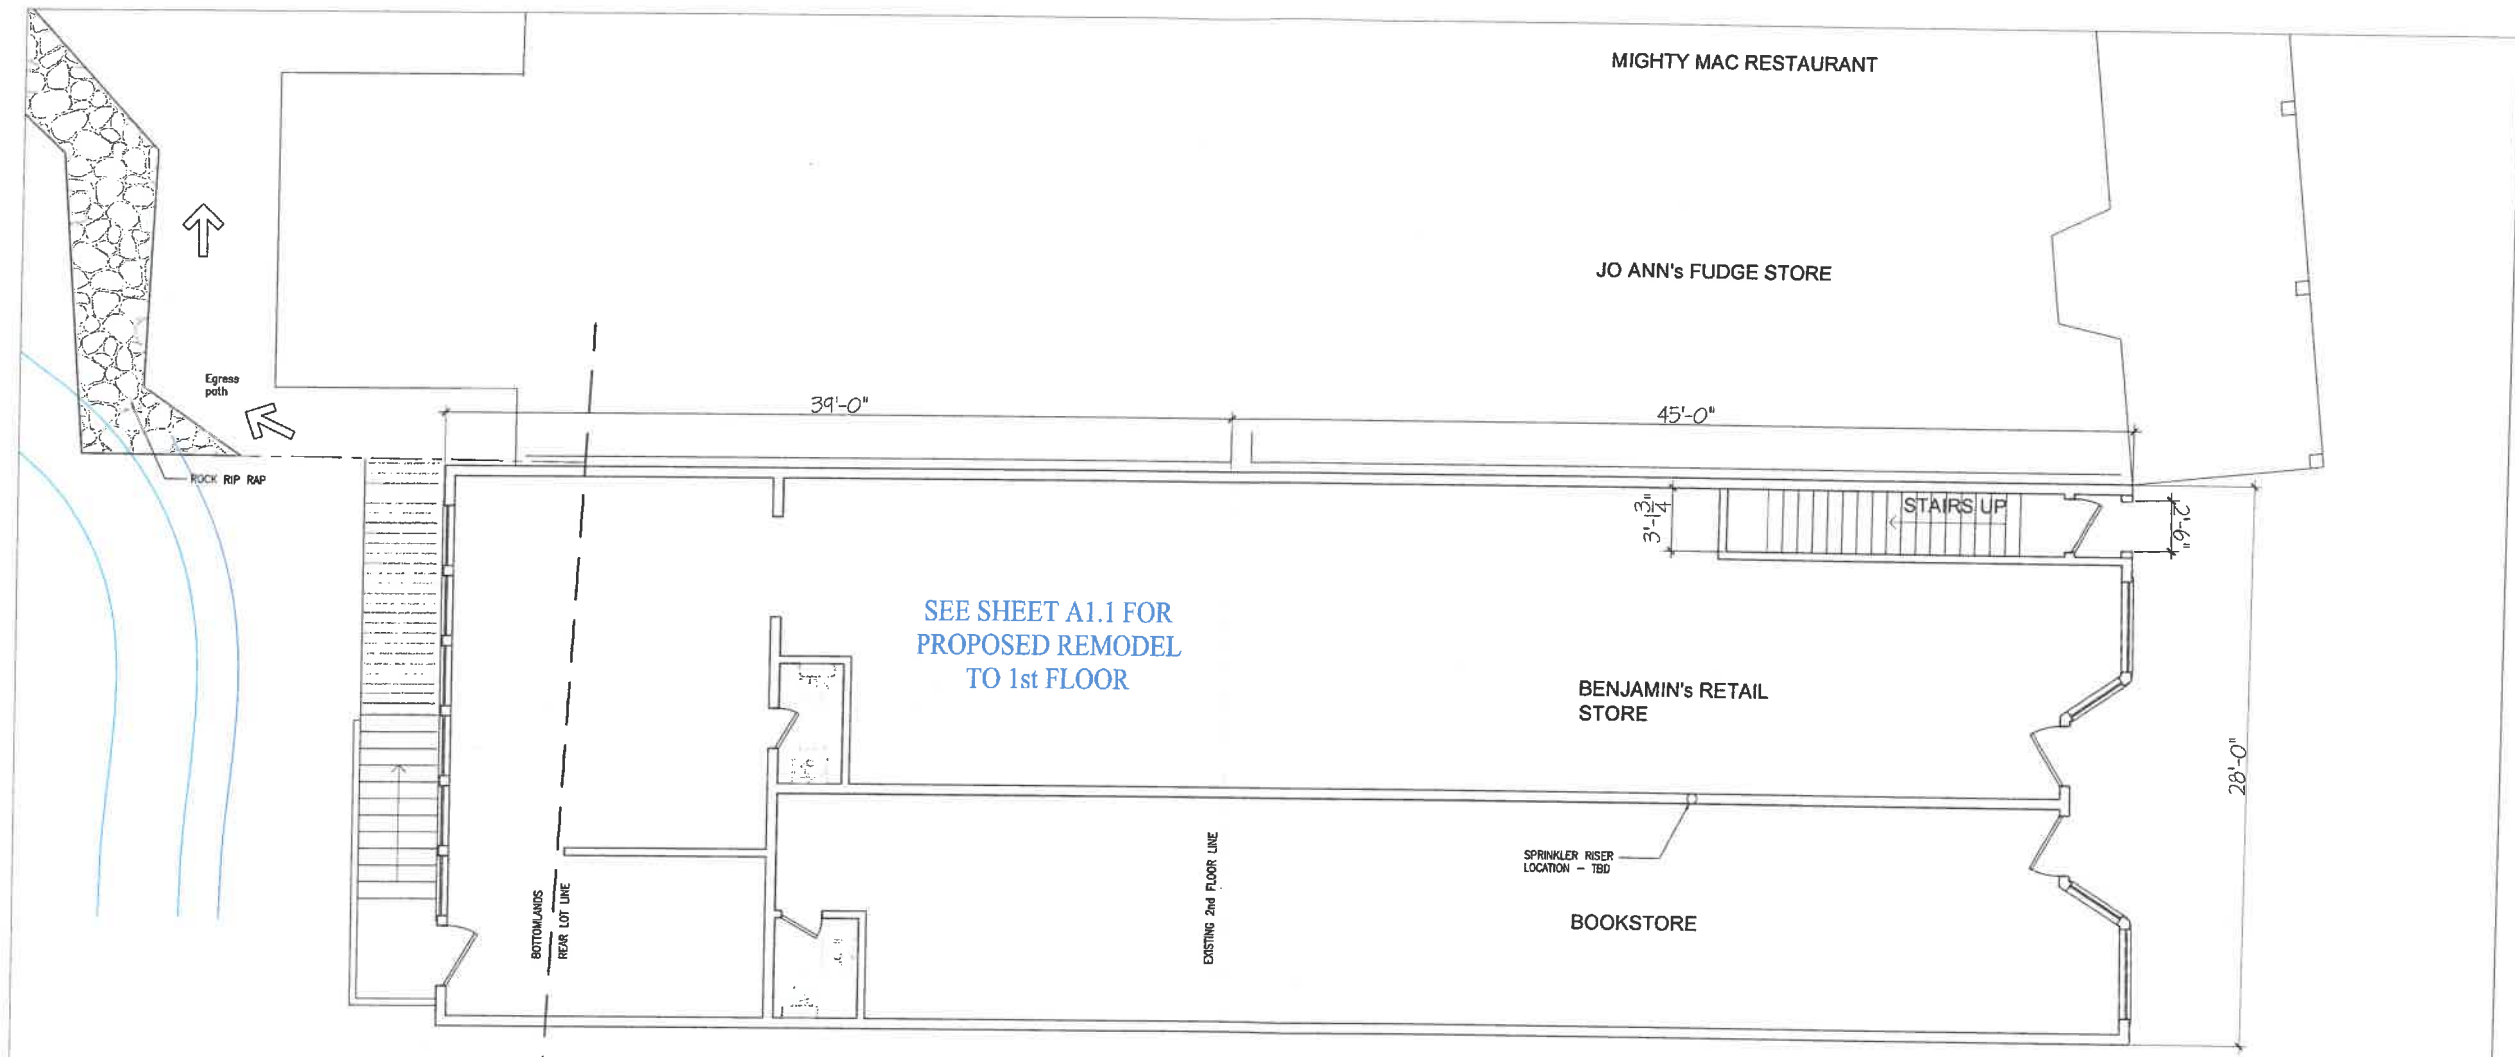 MIGHTY MAC RESTAURANT
JO ANN's FUDGE STORE
Egress
path
39'-0"
45'-0"
ROCK RIP RAP
3'-1 3/4"
STAIRS UP
2'-6"
SEE SHEET A1.1 FOR
PROPOSED REMODEL
TO 1st FLOOR
BENJAMIN's RETAIL
STORE
28'-0"
SPRINKLER RISER
LOCATION - TBD
EXISTING 2nd FLOOR LINE
BOTTOMLANDS
REAR LOT LINE
BOOKSTORE